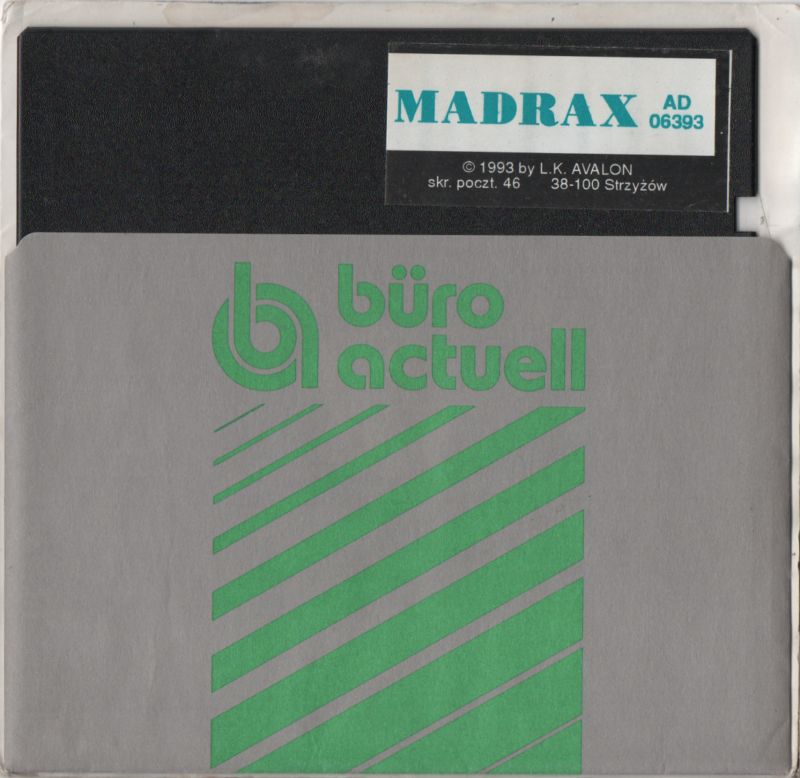 MADRAX AD
06393
© 1993 by L.K. AVALON
skr. poczt. 46 38-100 Strzyżów
büro
actuell